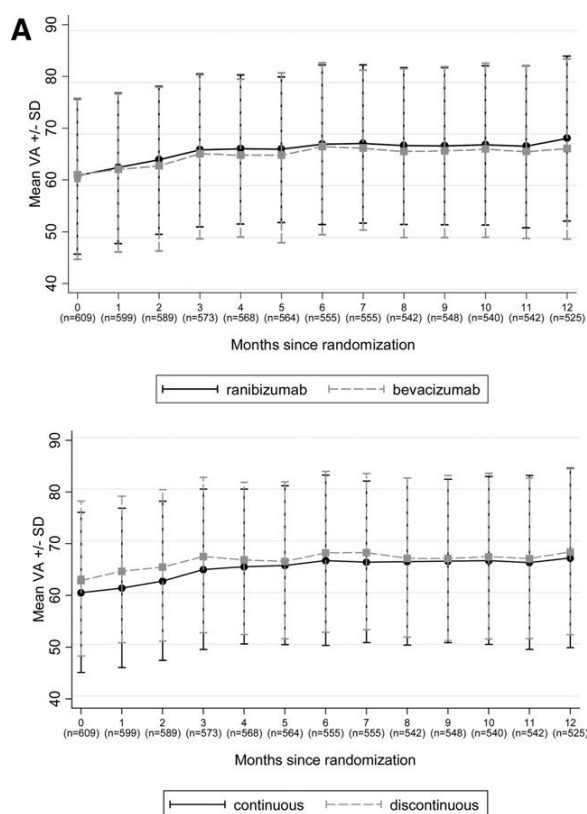 A
Mean VA +/- SD
90
80
70
60
50
40
0 1 2 3 4 5 6 7 8 9 10 11 12
(n=609) (n=599) (n=589) (n=573) (n=568) (n=564) (n=555) (n=555) (n=542) (n=548) (n=540) (n=542) (n=525)
Months since randomization
ranibizumab bevacizumab
Mean VA +/- SD
90
80
70
60
50
40
0 1 2 3 4 5 6 7 8 9 10 11 12
(n=609) (n=599) (n=589) (n=573) (n=568) (n=564) (n=555) (n=555) (n=542) (n=548) (n=540) (n=542) (n=525)
Months since randomization
continuous discontinuous